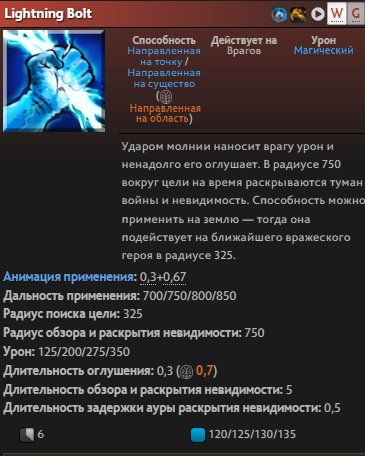 Lightning Bolt
W G
Способность
Направленная
на точку /
Направленная
на существо
(
Направленная
на область)
Действует на
Врагов
Урон
Магический
Ударом молнии наносит врагу урон и
ненадолго его оглушает. В радиусе 750
вокруг цели на время раскрываются туман
войны и невидимость. Способность можно
применить на землю — тогда она
подействует на ближайшего вражеского
героя в радиусе 325.
Анимация применения: 0,3+0,67
Дальность применения: 700/750/800/850
Радиус поиска цели: 325
Радиус обзора и раскрытия невидимости: 750
Урон: 125/200/275/350
Длительность оглушения: 0,3 ( 0,7)
Длительность обзора и раскрытия невидимости: 5
Длительность задержки ауры раскрытия невидимости: 0,5
6
120/125/130/135